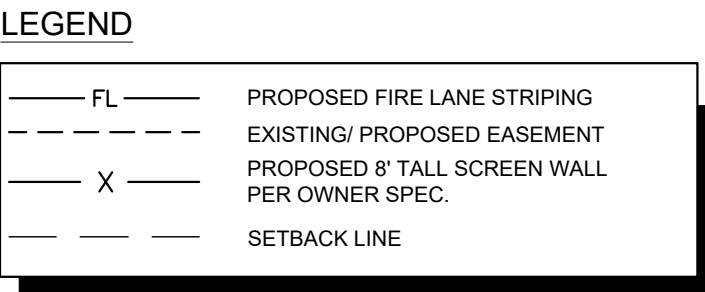 LEGEND
FL PROPOSED FIRE LANE STRIPING
EXISTING/ PROPOSED EASEMENT
X PROPOSED 8' TALL SCREEN WALL
PER OWNER SPEC.
SETBACK LINE